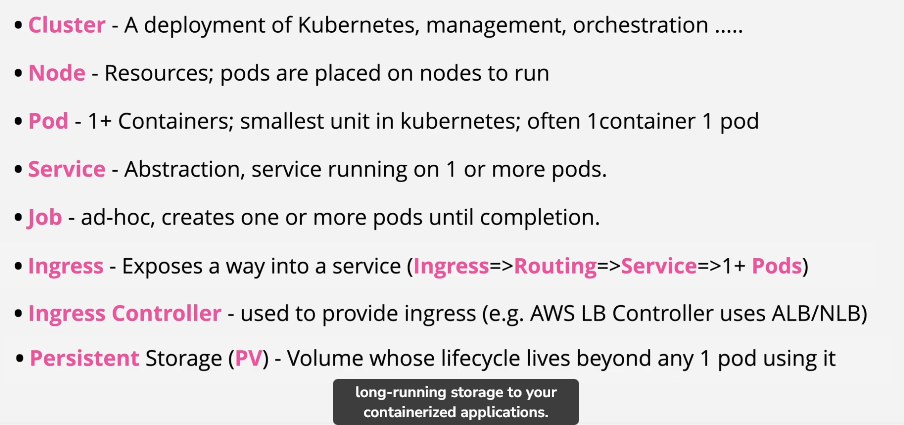 • Cluster - A deployment of Kubernetes, management, orchestration .....
• Node - Resources; pods are placed on nodes to run
• Pod - 1+ Containers; smallest unit in kubernetes; often 1container 1 pod
• Service - Abstraction, service running on 1 or more pods.
• Job - ad-hoc, creates one or more pods until completion.
• Ingress - Exposes a way into a service (Ingress=>Routing=>Service=>1+ Pods)
• Ingress Controller - used to provide ingress (e.g. AWS LB Controller uses ALB/NLB)
• Persistent Storage (PV) - Volume whose lifecycle lives beyond any 1 pod using it
long-running storage to your
containerized applications.